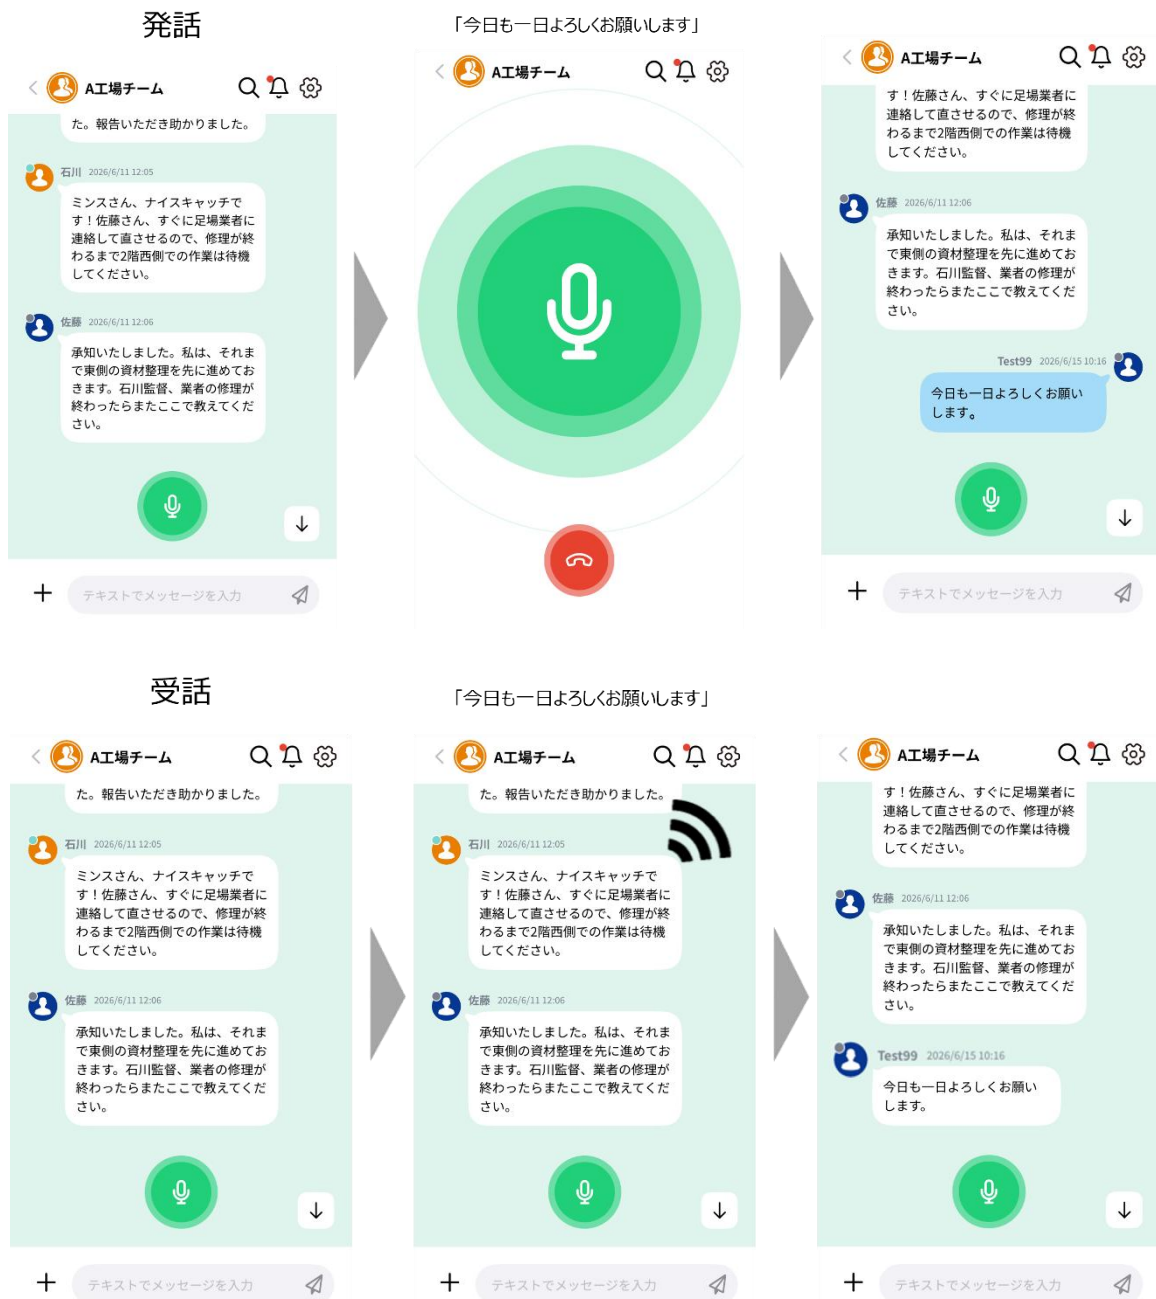 発話
「今日も一日よろしくお願いします」
A工場チーム
た。報告いただき助かりました。
石川 2026/6/11 12:05
ミンスさん、ナイスキャッチで
す！佐藤さん、すぐに足場業者に
連絡して直させるので、修理が終
わるまで2階西側での作業は待機
してください。
佐藤 2026/6/11 12:06
承知いたしました。私は、それま
で東側の資材整理を先に進めてお
きます。石川監督、業者の修理が
終わったらまたここで教えてくだ
さい。
テキストでメッセージを入力
A工場チーム
A工場チーム
す！佐藤さん、すぐに足場業者に
連絡して直させるので、修理が終
わるまで2階西側での作業は待機
してください。
佐藤 2026/6/11 12:06
承知いたしました。私は、それま
で東側の資材整理を先に進めてお
きます。石川監督、業者の修理が
終わったらまたここで教えてくだ
さい。
Test99 2026/6/15 10:16
今日も一日よろしくお願い
します。
テキストでメッセージを入力
受話
「今日も一日よろしくお願いします」
A工場チーム
た。報告いただき助かりました。
石川 2026/6/11 12:05
ミンスさん、ナイスキャッチで
す！佐藤さん、すぐに足場業者に
連絡して直させるので、修理が終
わるまで2階西側での作業は待機
してください。
佐藤 2026/6/11 12:06
承知いたしました。私は、それま
で東側の資材整理を先に進めてお
きます。石川監督、業者の修理が
終わったらまたここで教えてくだ
さい。
テキストでメッセージを入力
A工場チーム
た。報告いただき助かりました。
石川 2026/6/11 12:05
ミンスさん、ナイスキャッチで
す！佐藤さん、すぐに足場業者に
連絡して直させるので、修理が終
わるまで2階西側での作業は待機
してください。
佐藤 2026/6/11 12:06
承知いたしました。私は、それま
で東側の資材整理を先に進めてお
きます。石川監督、業者の修理が
終わったらまたここで教えてくだ
さい。
テキストでメッセージを入力
A工場チーム
す！佐藤さん、すぐに足場業者に
連絡して直させるので、修理が終
わるまで2階西側での作業は待機
してください。
佐藤 2026/6/11 12:06
承知いたしました。私は、それま
で東側の資材整理を先に進めてお
きます。石川監督、業者の修理が
終わったらまたここで教えてくだ
さい。
Test99 2026/6/15 10:16
今日も一日よろしくお願い
します。
テキストでメッセージを入力